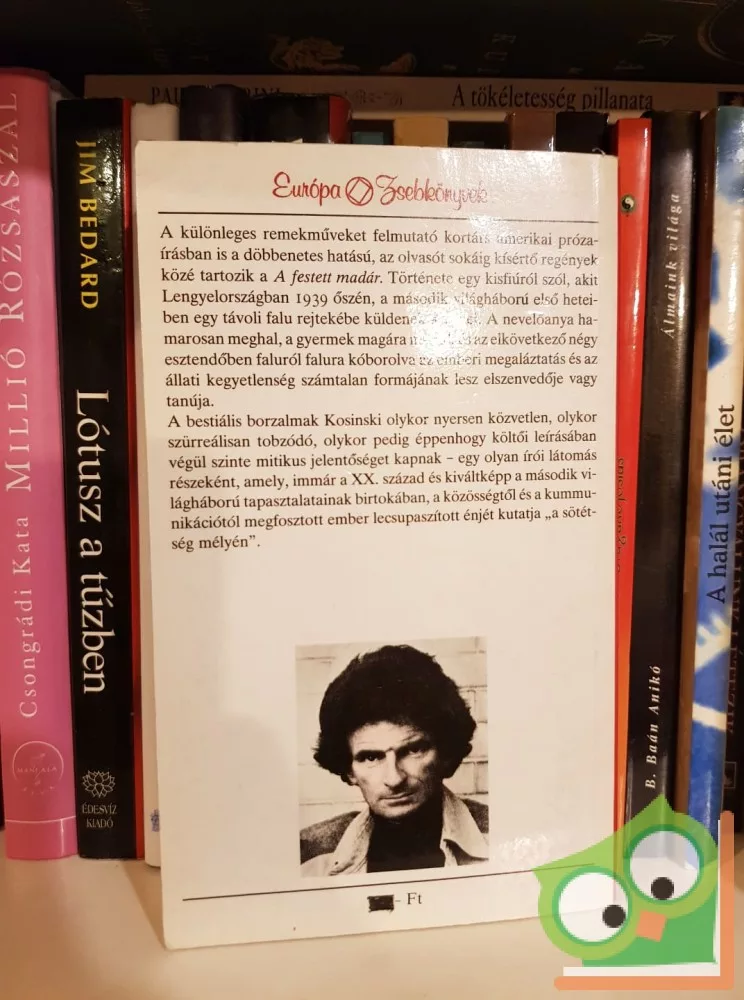 A tökéletesség pillanata
Csongrádi Kata MILLIÓ RÓZSASZÁL
JIM BEDARD
Lótusz a tűzben
ÉDESVÍZ
KIADÓ
Európa Zsebkönyvek
A különleges remekműveket felmutató kortárs amerikai próza-
írásban is a döbbenetes hatású, az olvasót sokáig kísértő regények
közé tartozik a A festett madár. Története egy kisfiúról szól, akit
Lengyelországban 1939 őszén, a második világháború első hetei-
ben egy távoli falu rejtekébe küldenek A nevelőanya ha-
marosan meghal, a gyermek magára és az elkövetkező négy
esztendőben faluról falura kóborolva az emberi megaláztatás és az
állati kegyetlenség számtalan formájának lesz elszenvedője vagy
tanúja.
A bestiális borzalmak Kosinski olykor nyersen közvetlen, olykor
szürreálisan tobzódó, olykor pedig éppenhogy költői leírásában
végül szinte mitikus jelentőséget kapnak – egy olyan írói látomás
részeként, amely, immár a XX. század és kiváltképp a második vi-
lágháború tapasztalatainak birtokában, a közösségtől és a kummu-
nikációtól megfosztott ember lecsupaszított énjét kutatja „a sötét-
ség mélyén”.
- Ft
Álmaink világa
B. Baán Anikó
A halál utáni élet